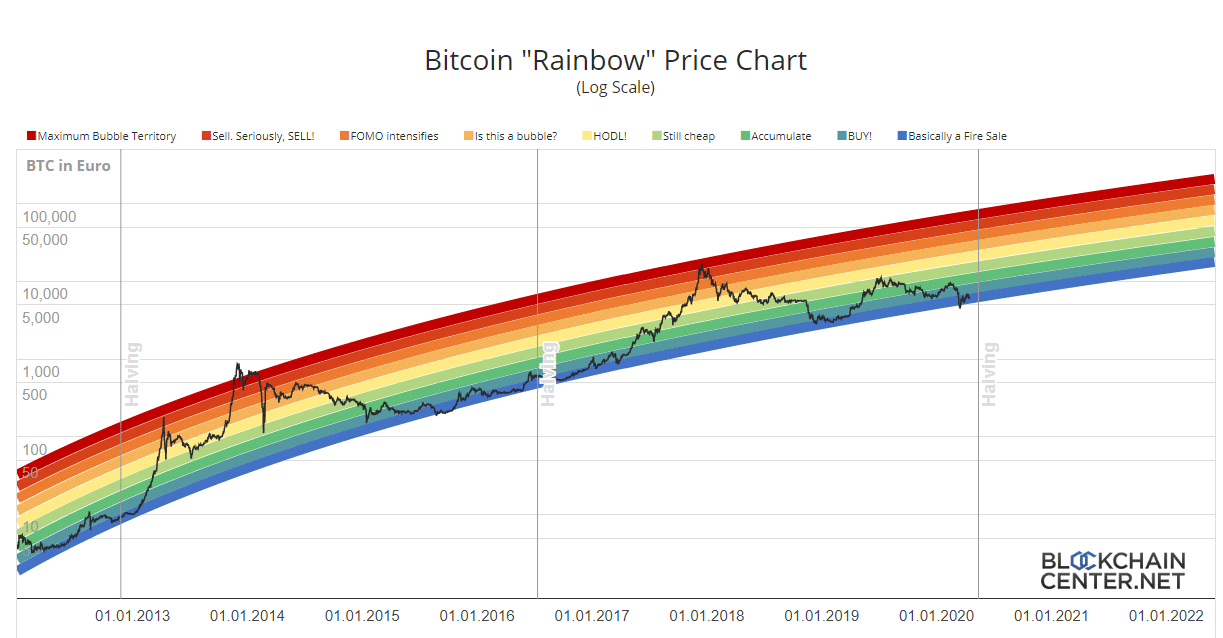 Bitcoin "Rainbow" Price Chart
(Log Scale)
Maximum Bubble Territory Sell. Seriously, SELL! FOMO intensifies Is this a bubble? HODL! Still cheap Accumulate BUY! Basically a Fire Sale
BTC in Euro
100,000
50,000
10,000
5,000
1,000
500
100
50
10
Halving
Halving
Halving
BLOCKCHAIN
CENTER.NET
01.01.2013 01.01.2014 01.01.2015 01.01.2016 01.01.2017 01.01.2018 01.01.2019 01.01.2020 01.01.2021 01.01.2022